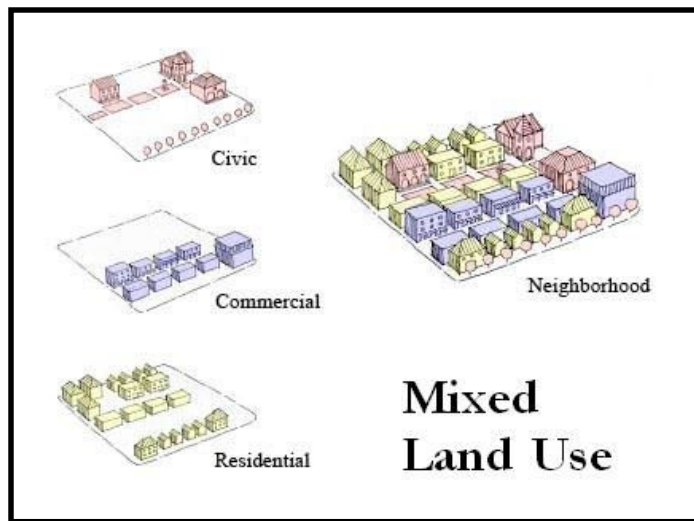 Civic
Commercial
Neighborhood
Residential
Mixed
Land Use